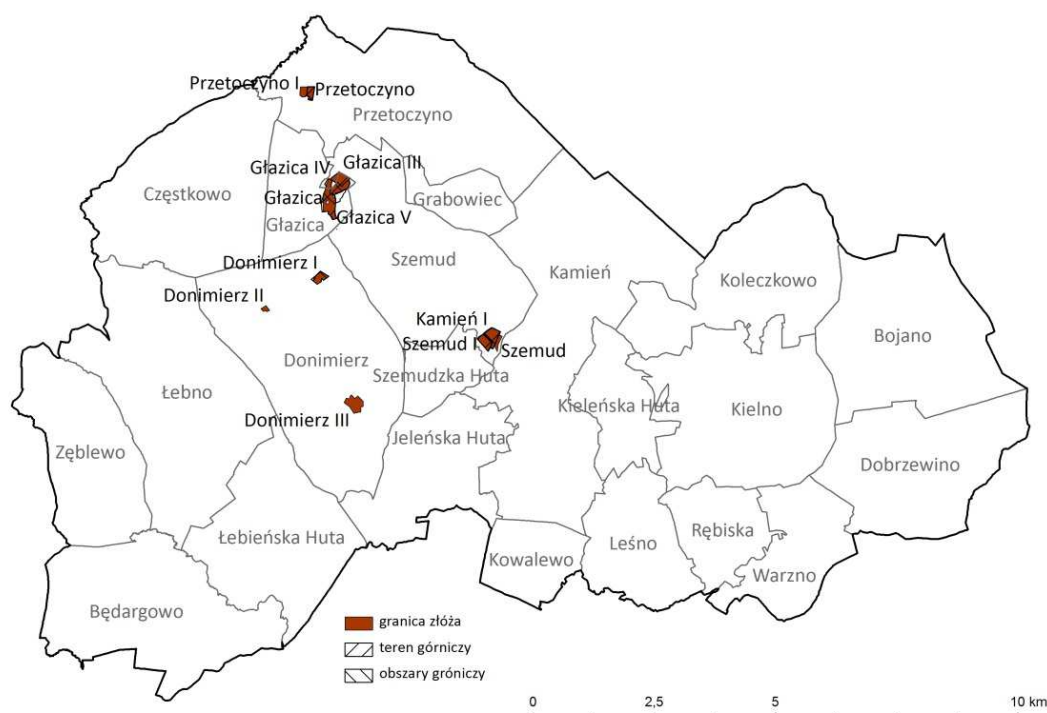 Przetoczyno I
Przetoczyno
Przetoczyno
Głazica IV
Głazica III
Częstkowo
Głazica
Grabowiec
Głazica V
Głazica
Szemud
Donimierz I
Kamień
Koleczkowo
Donimierz II
Kamień I
Bojano
Szemud I
Szemud
Donimierz
Szemudzka Huta
Łebno
Kieleńska Huta
Kielno
Donimierz III
Jeleńska Huta
Zęblewo
Dobrzewino
Łebieńska Huta
Rębiska
Leśno
Kowalewo
Warzno
Będargowo
granica złóża
teren górniczy
obszary gróniczy
0 2,5 5 10 km